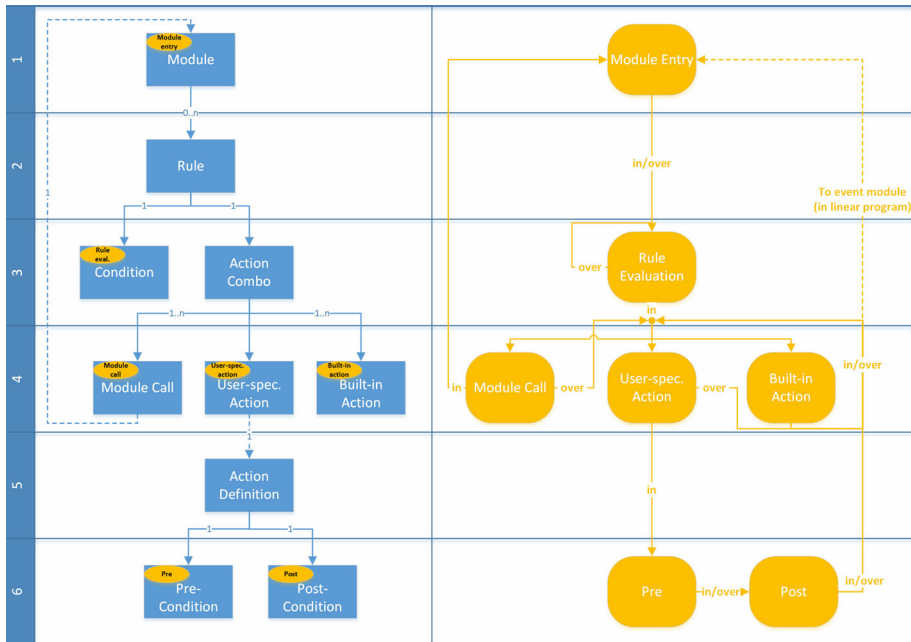 1
Module
entry
Module
Module Entry
0..n
2
Rule
in/over
1
1
1
To event module
(in linear program)
3
Rule
eval.
Condition
Action
Combo
over
Rule
Evaluation
in
1..n
1..n
4
Module
call
Module Call
User-spec.
action
User-spec.
Action
Built-in
action
Built-in
Action
in
Module Call
over
User-spec.
Action
over
Built-in
Action
in/over
1
5
Action
Definition
in
1
1
6
Pre
Pre-
Condition
Post
Post-
Condition
Pre
in/over
Post
in/over